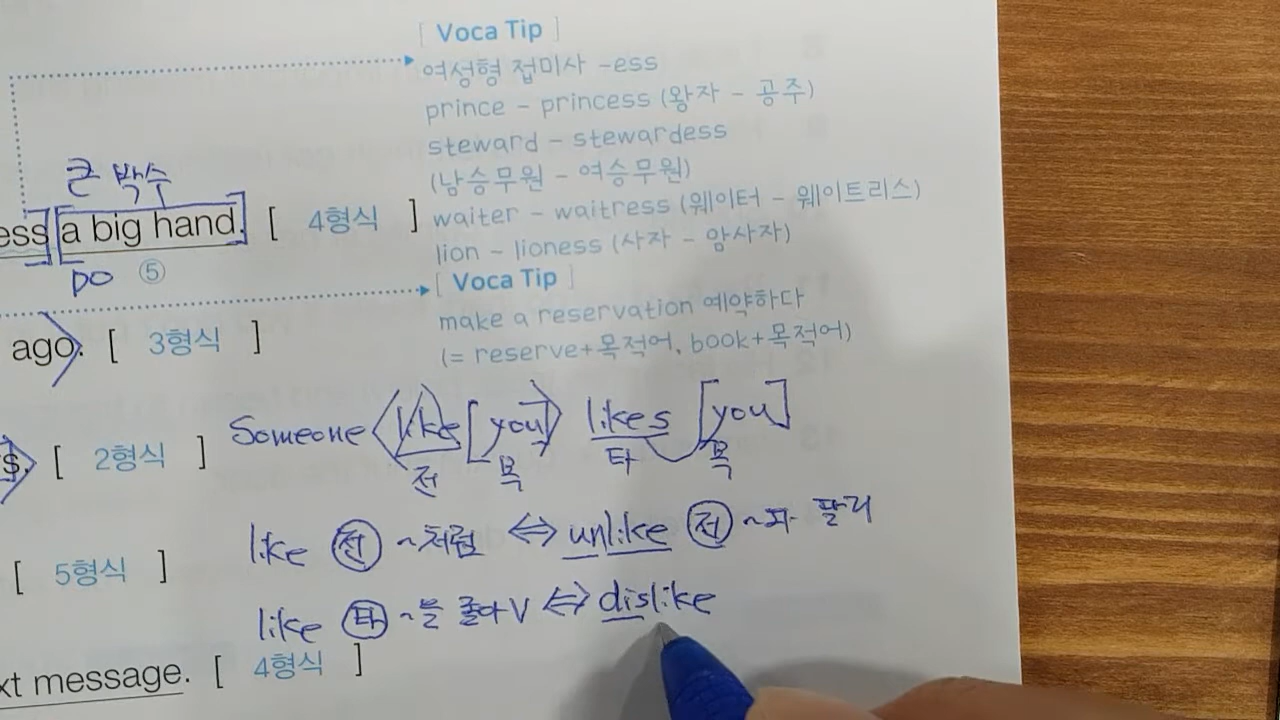 [ Voca Tip ]
여성형 접미사 -ess
prince - princess (왕자 - 공주)
steward - stewardess
(남승무원 - 여승무원)
waiter - waitress (웨이터 - 웨이트리스)
lion - lioness (사자 - 암사자)
큰 박수
ess a big hand. [ 4형식 ]
DO ⑤
[ Voca Tip ]
make a reservation 예약하다
(= reserve+목적어, book+목적어)
ago. [ 3형식 ]
Someone like [you] likes [you]
전 목 타 목
s. [ 2형식 ]
like 전 ~처럼 ⇔ unlike 전 ~와 달리
[ 5형식 ]
like 타 ~를 좋아V ⇔ dislike
xt message. [ 4형식 ]